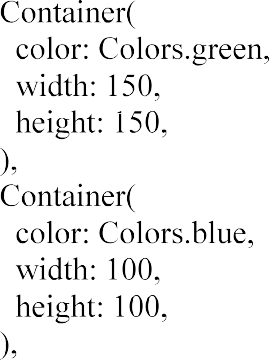 Container(
  color: Colors.green,
  width: 150,
  height: 150,
),
Container(
  color: Colors.blue,
  width: 100,
  height: 100,
),